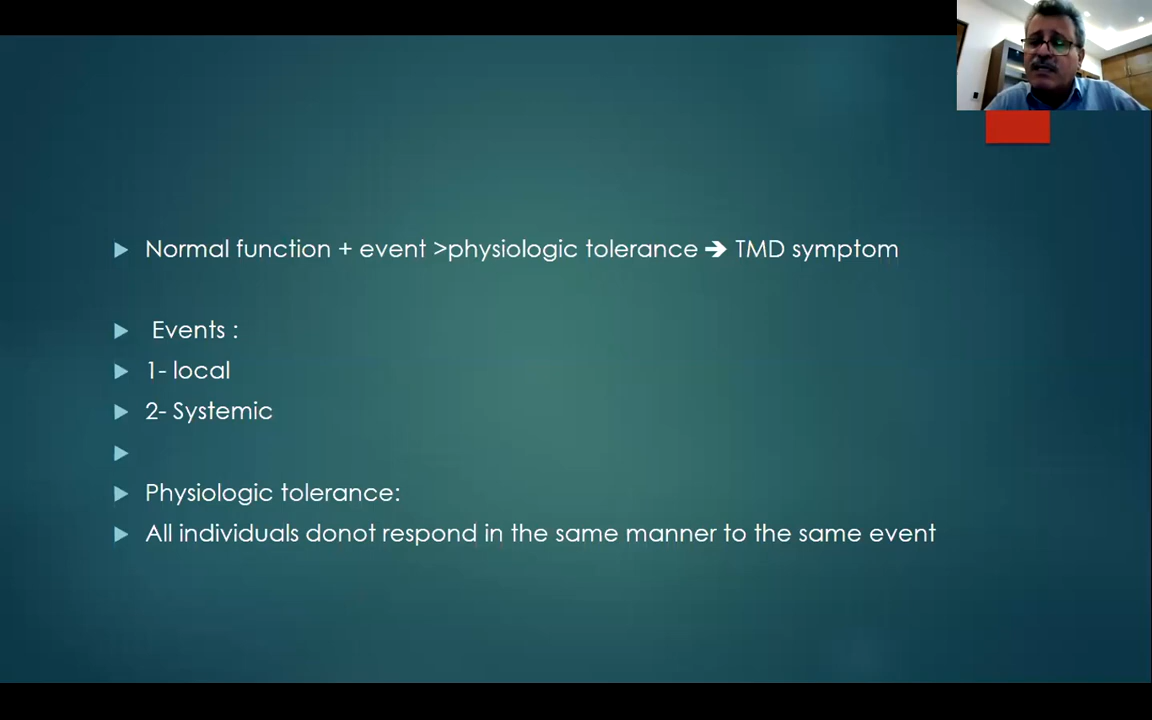 Normal function + event >physiologic tolerance ➔ TMD symptom
Events :
1- local
2- Systemic
Physiologic tolerance:
All individuals donot respond in the same manner to the same event